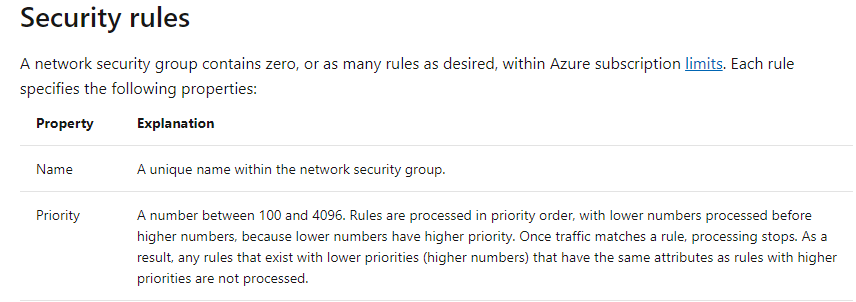 Security rules
A network security group contains zero, or as many rules as desired, within Azure subscription limits. Each rule
specifies the following properties:
Property Explanation
Name A unique name within the network security group.
Priority A number between 100 and 4096. Rules are processed in priority order, with lower numbers processed before
higher numbers, because lower numbers have higher priority. Once traffic matches a rule, processing stops. As a
result, any rules that exist with lower priorities (higher numbers) that have the same attributes as rules with higher
priorities are not processed.